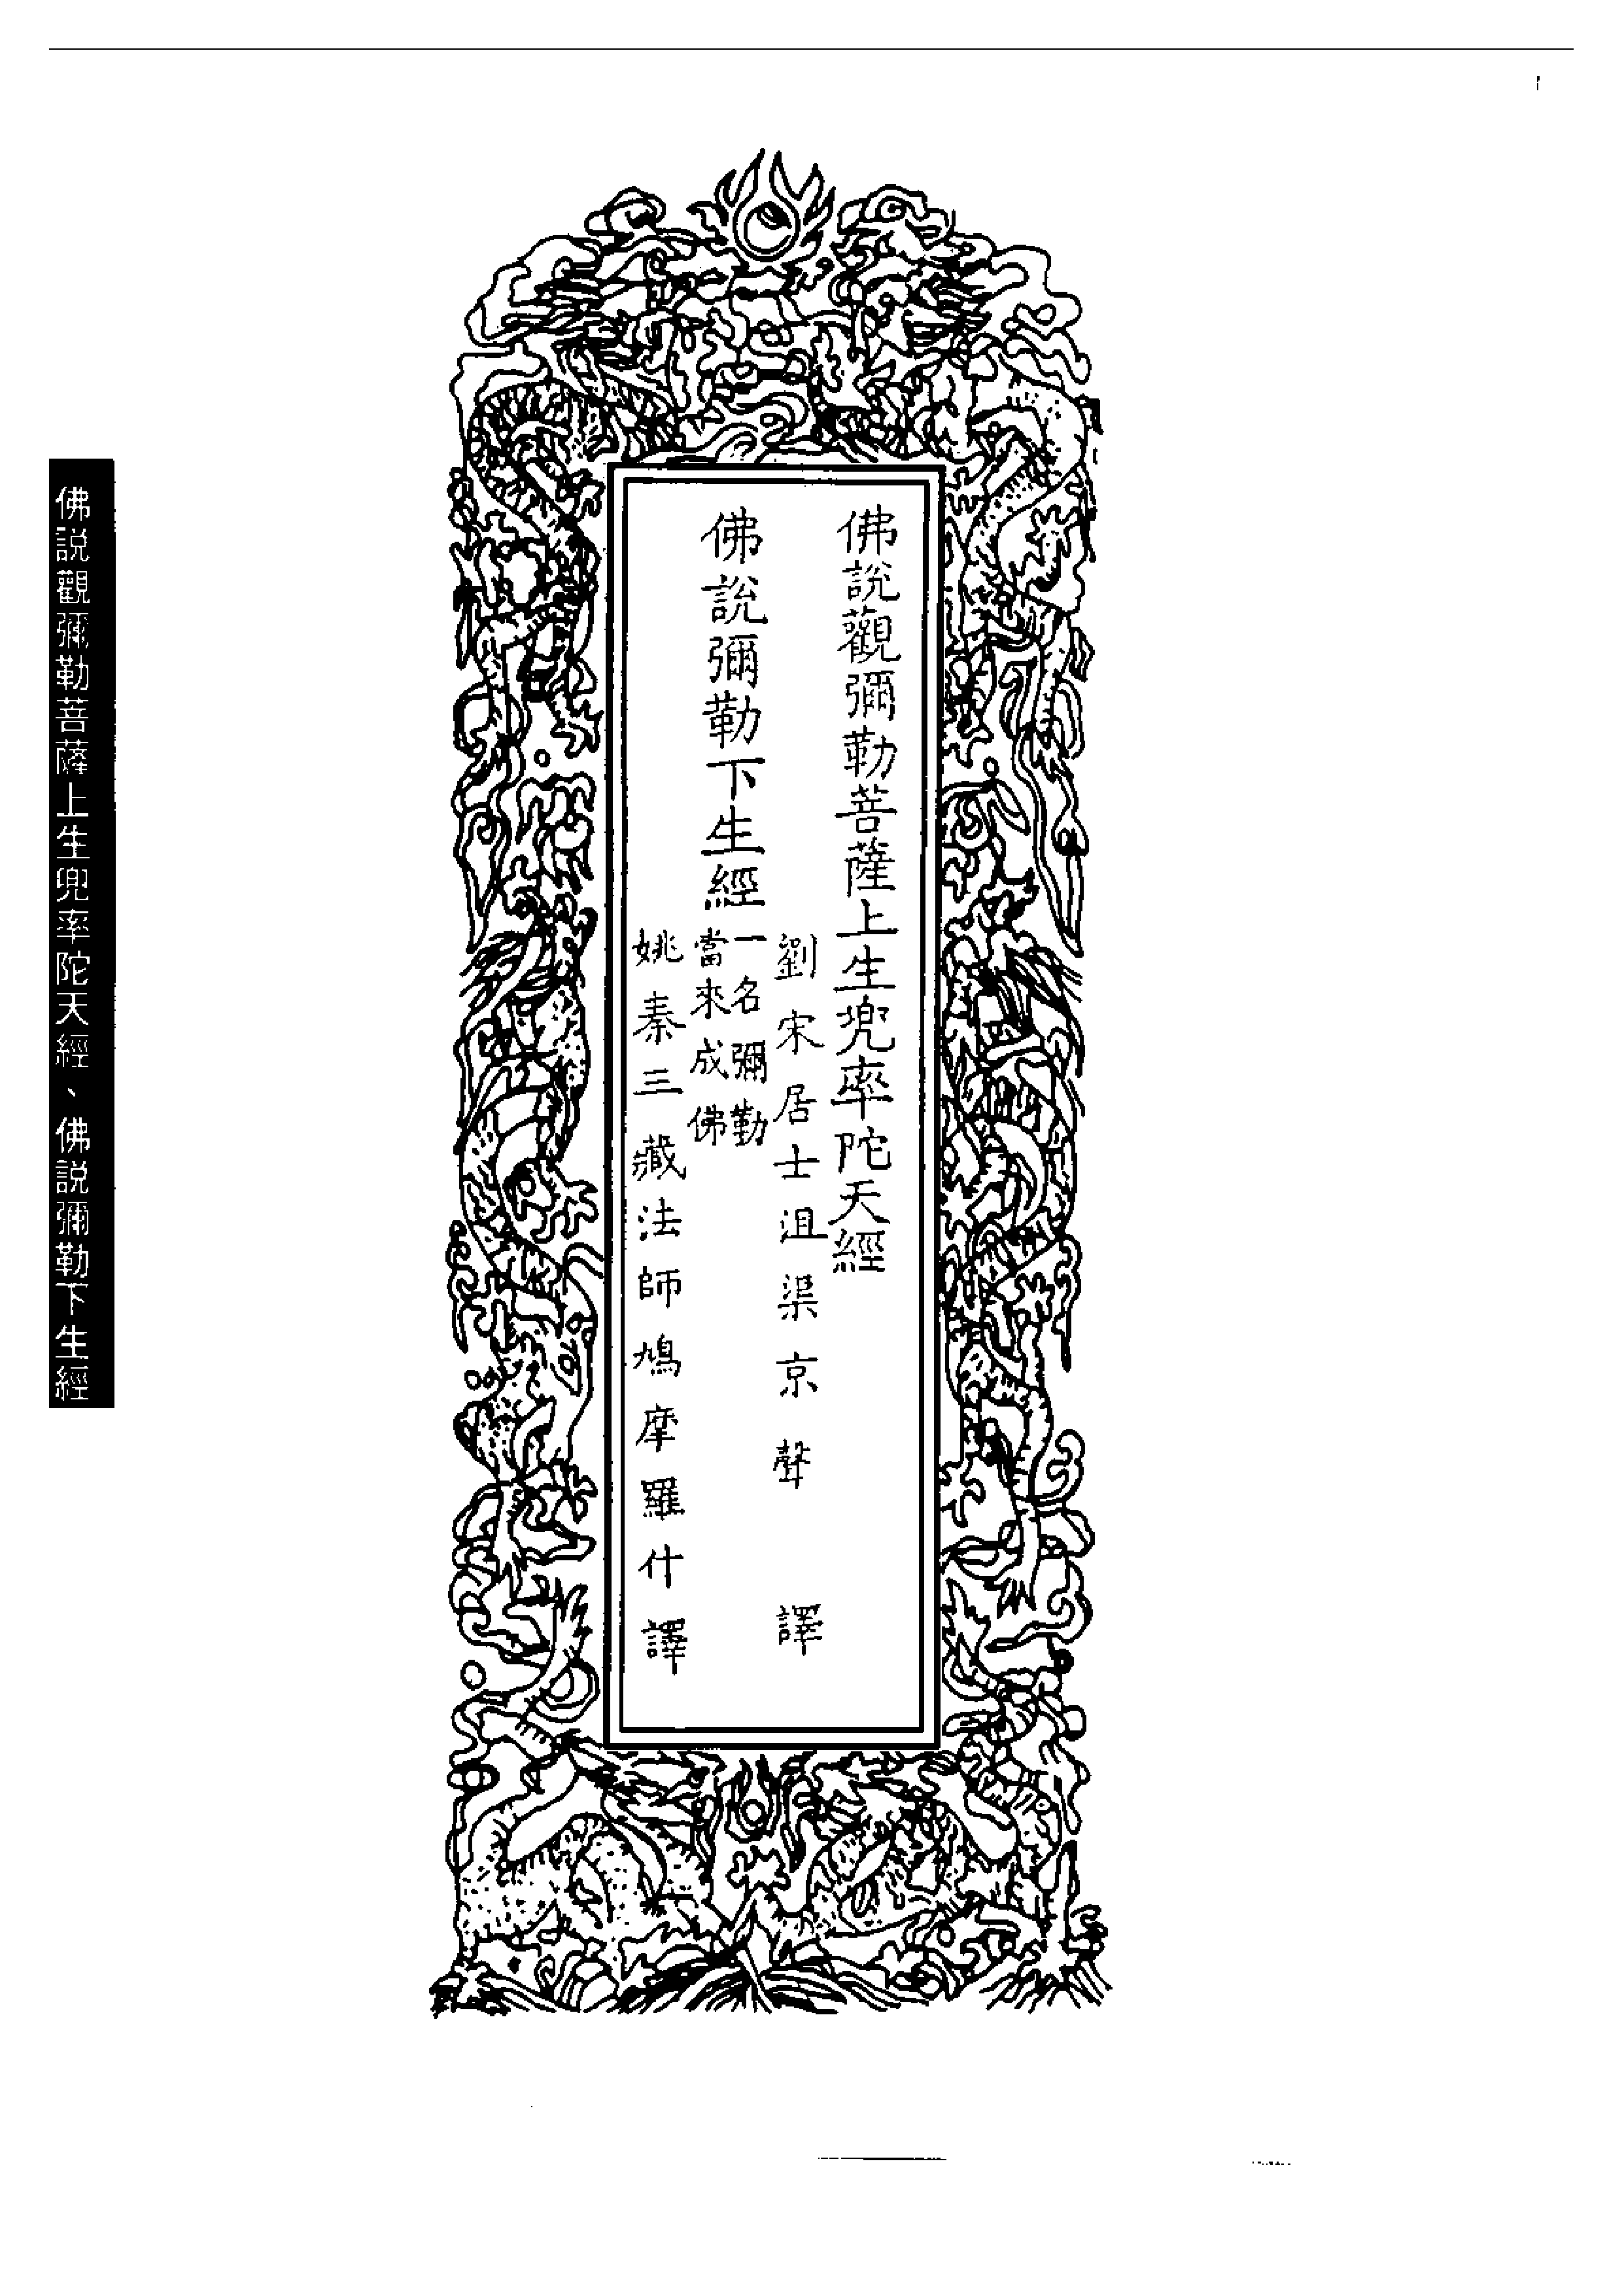 佛說觀彌勒菩薩上生兜率陀天經
劉宋居士沮渠京聲 譯
佛說彌勒下生經
一名彌勒
當來成佛
姚秦三藏法師鳩摩羅什譯
佛説觀彌勒菩薩上生兜率陀天經、佛説彌勒下生經